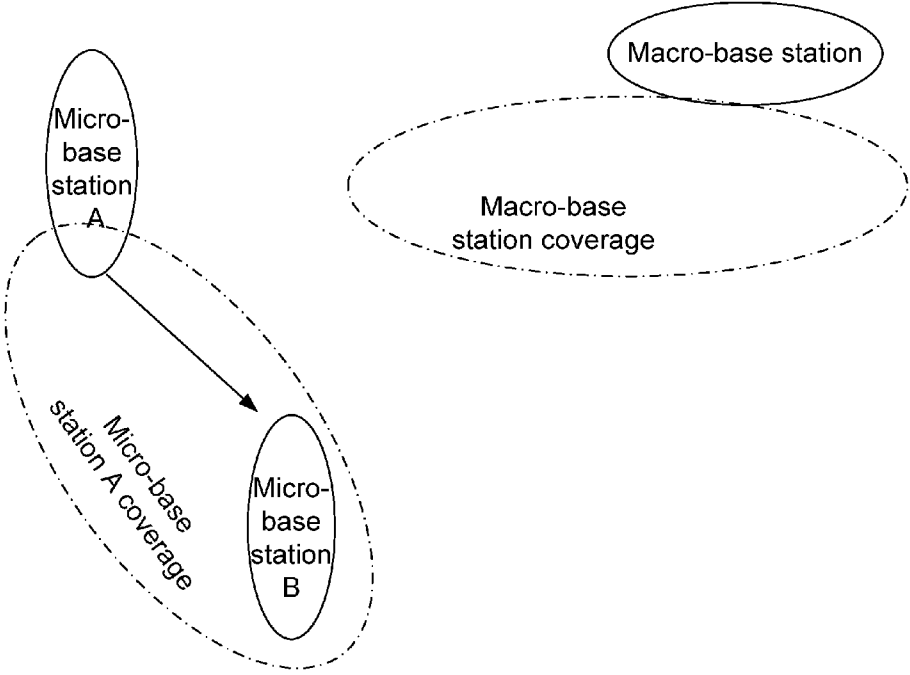 Macro-base station
Micro-
base
station
A
Macro-base
station coverage
Micro-base
station A coverage
Micro-
base
station
B